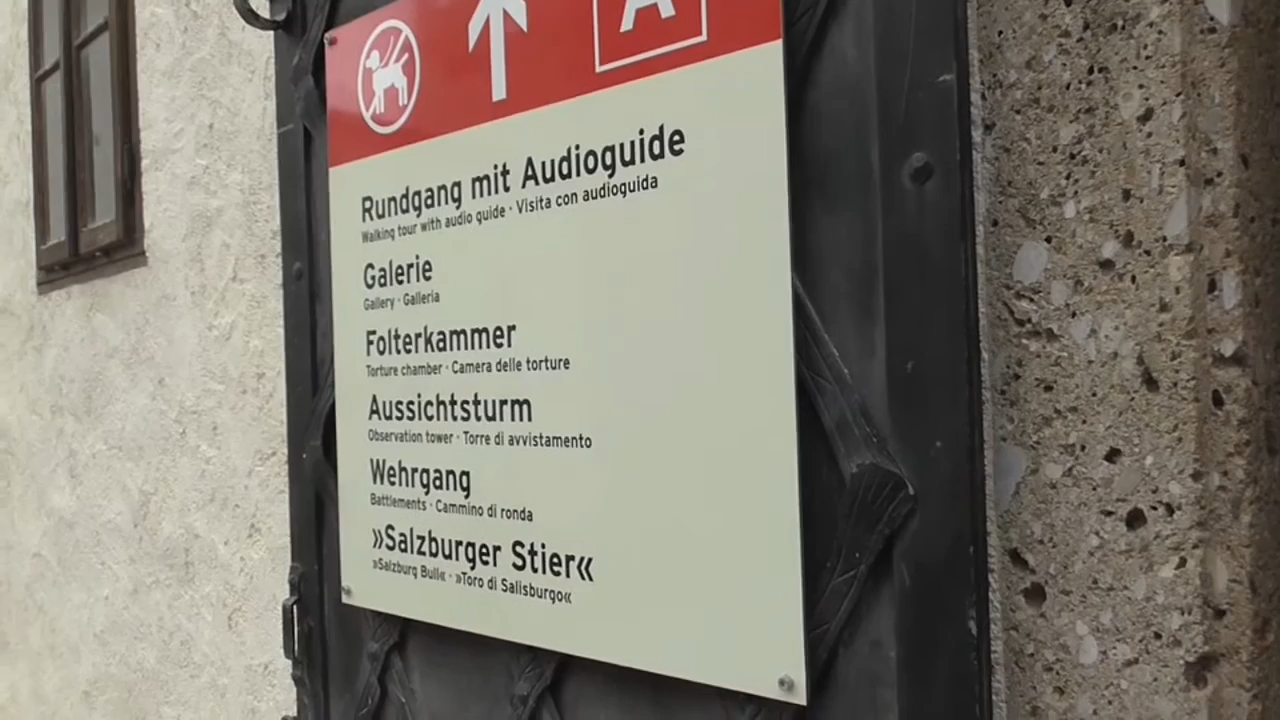 A
Rundgang mit Audioguide
Walking tour with audio guide · Visita con audioguida
Galerie
Gallery · Galleria
Folterkammer
Torture chamber · Camera delle torture
Aussichtsturm
Observation tower · Torre di avvistamento
Wehrgang
Battlements · Cammino di ronda
»Salzburger Stier«
»Salzburg Bull« · »Toro di Salisburgo«